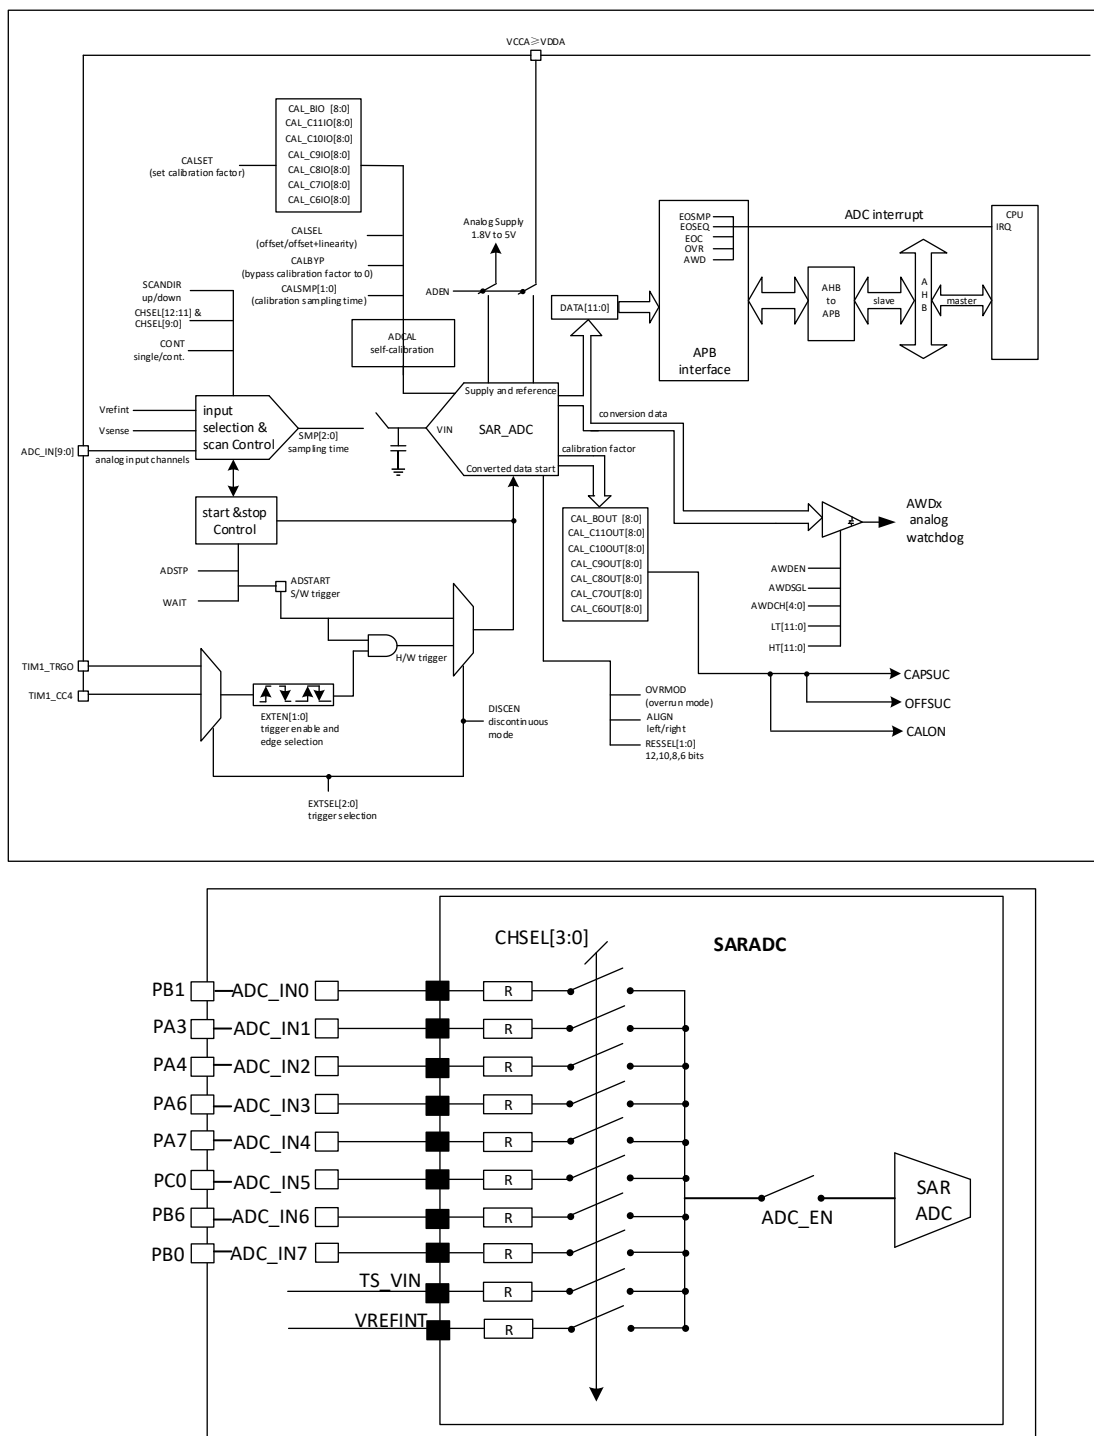 VCCA≥VDDA
CAL_BIO [8:0]
CAL_C11IO[8:0]
CAL_C10IO[8:0]
CAL_C9IO[8:0]
CAL_C8IO[8:0]
CAL_C7IO[8:0]
CAL_C6IO[8:0]
CALSET
(set calibration factor)
CALSEL
(offset/offset+linearity)
CALBYP
(bypass calibration factor to 0)
CALSMP[1:0]
(calibration sampling time)
Analog Supply
1.8V to 5V
ADEN
ADCAL
self-calibration
SCANDIR
up/down
CHSEL[12:11] &
CHSEL[9:0]
CONT
single/cont.
Vrefint
Vsense
ADC_IN[9:0]
analog input channels
input
selection &
scan Control
SMP[2:0]
sampling time
VIN
Supply and reference
SAR_ADC
Converted data start
DATA[11:0]
EOSMP
EOSEQ
EOC
OVR
AWD
APB
interface
ADC interrupt
AHB
to
APB
slave
A
H
B
master
CPU
IRQ
conversion data
calibration factor
CAL_BOUT [8:0]
CAL_C11OUT[8:0]
CAL_C10OUT[8:0]
CAL_C9OUT[8:0]
CAL_C8OUT[8:0]
CAL_C7OUT[8:0]
CAL_C6OUT[8:0]
AWDx
analog
watchdog
AWDEN
AWDSGL
AWDCH[4:0]
LT[11:0]
HT[11:0]
CAPSUC
OFFSUC
CALON
start &stop
Control
ADSTP
WAIT
ADSTART
S/W trigger
H/W trigger
TIM1_TRGO
TIM1_CC4
EXTEN[1:0]
trigger enable and
edge selection
DISCEN
discontinuous
mode
EXTSEL[2:0]
trigger selection
OVRMOD
(overrun mode)
ALIGN
left/right
RESSEL[1:0]
12,10,8,6 bits
CHSEL[3:0]
SARADC
PB1 ADC_IN0 R
PA3 ADC_IN1 R
PA4 ADC_IN2 R
PA6 ADC_IN3 R
PA7 ADC_IN4 R
PC0 ADC_IN5 R
PB6 ADC_IN6 R
PB0 ADC_IN7 R
TS_VIN R
VREFINT R
ADC_EN
SAR
ADC